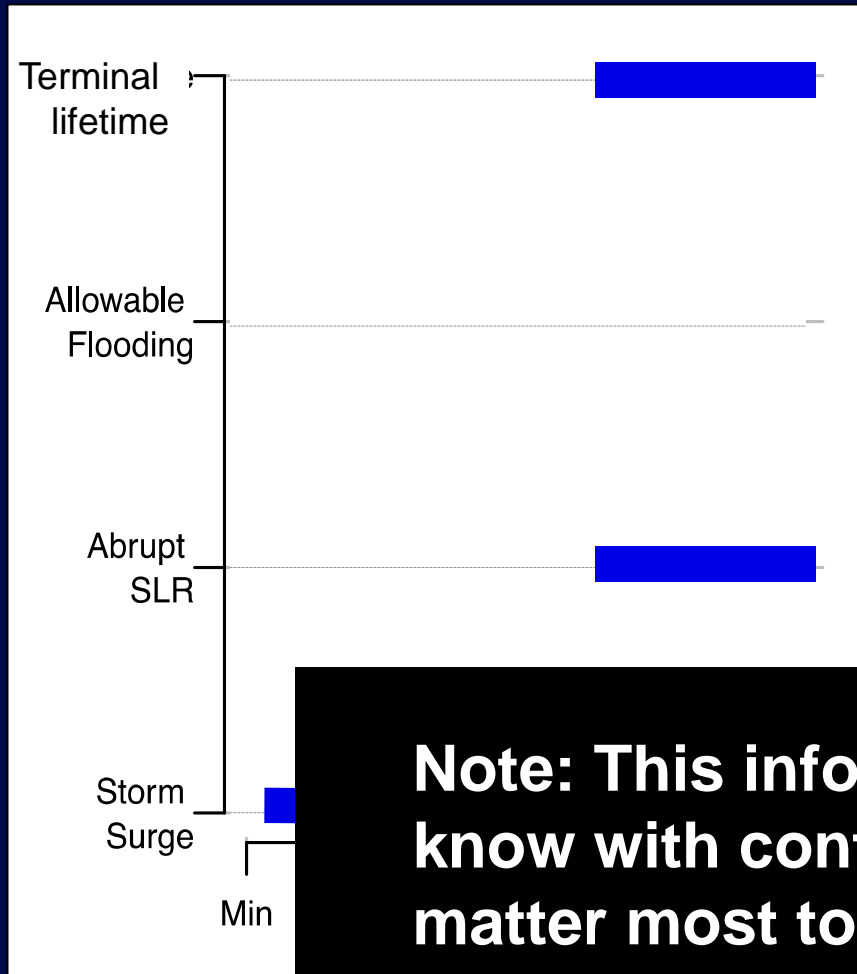 Terminal
lifetime
Allowable
Flooding
Abrupt
SLR
Storm
Surge
Min
Note: This info
know with con
matter most to